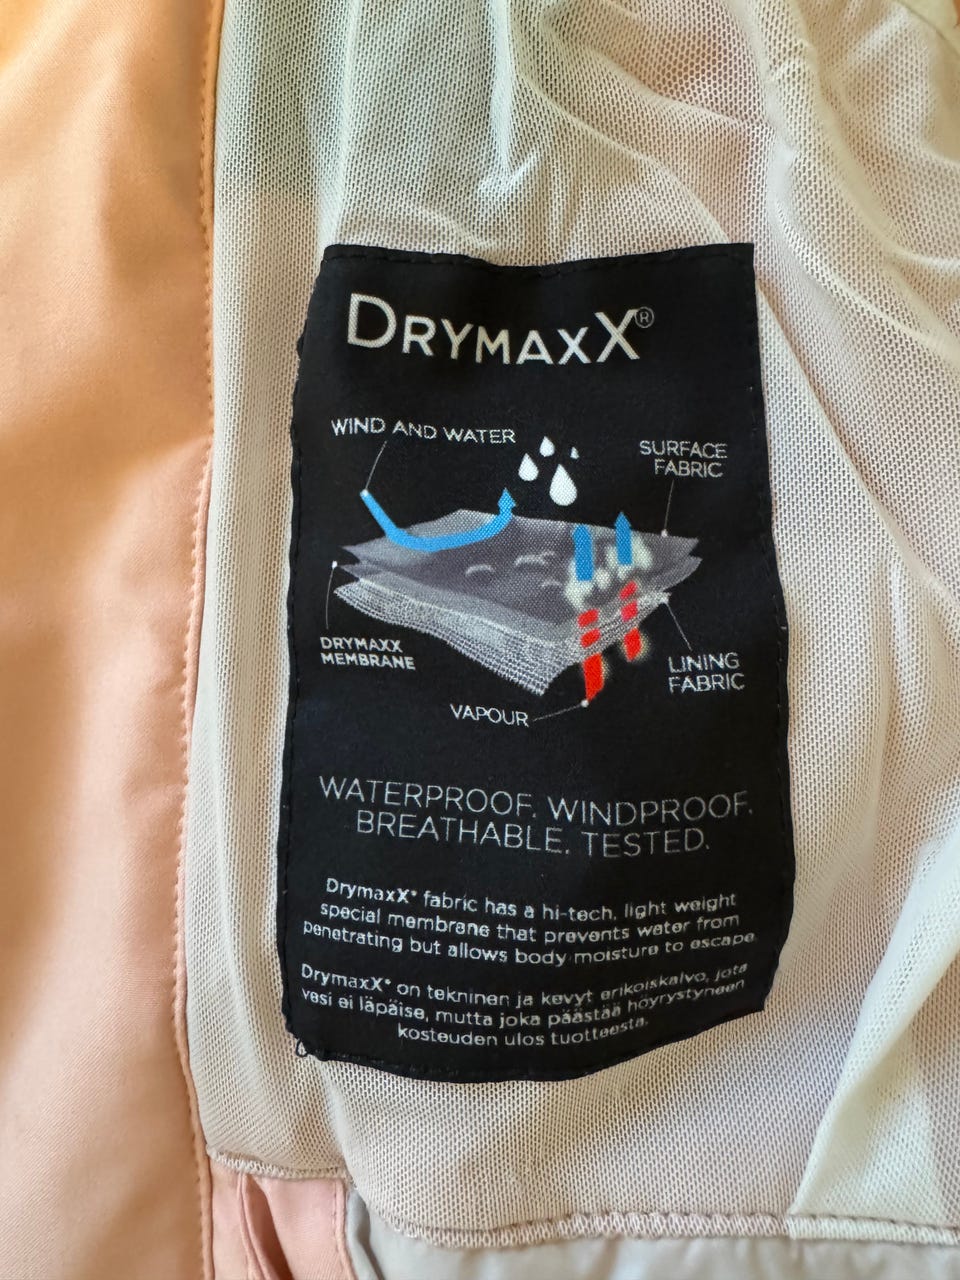 DRYMAXX®
WIND AND WATER
SURFACE
FABRIC
DRYMAXX
MEMBRANE
LINING
FABRIC
VAPOUR
WATERPROOF. WINDPROOF.
BREATHABLE. TESTED.
DrymaxX® fabric has a hi-tech, light weight
special membrane that prevents water from
penetrating but allows body moisture to escape.
DrymaxX® on tekninen ja kevyt erikoiskalvo, jota
vesi ei läpäise, mutta joka päästää höyrystyneen
kosteuden ulos tuotteesta.